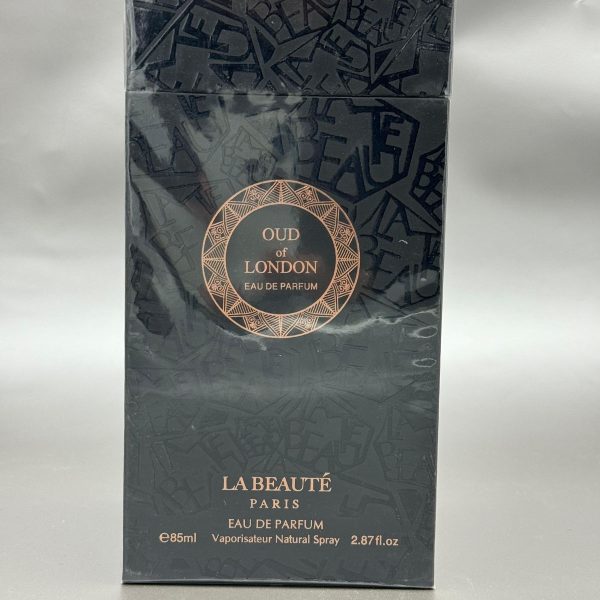 OUD
of
LONDON
EAU DE PARFUM
LA BEAUTÉ
PARIS
EAU DE PARFUM
℮85ml Vaporisateur Natural Spray 2.87fl.oz